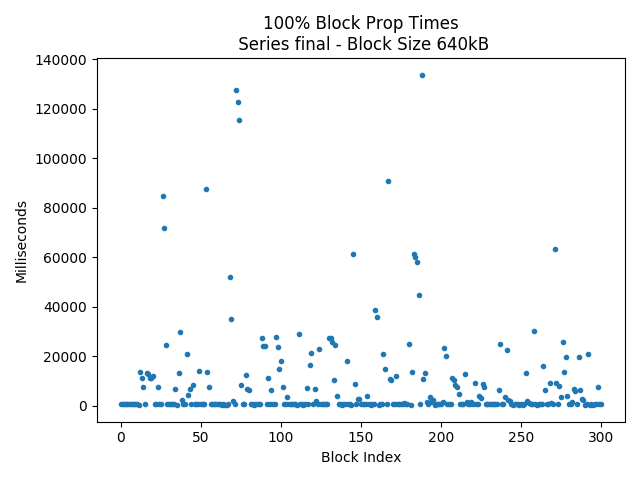 100% Block Prop Times
Series final - Block Size 640kB
140000
120000
100000
80000
60000
40000
20000
0
Milliseconds
0 50 100 150 200 250 300
Block Index